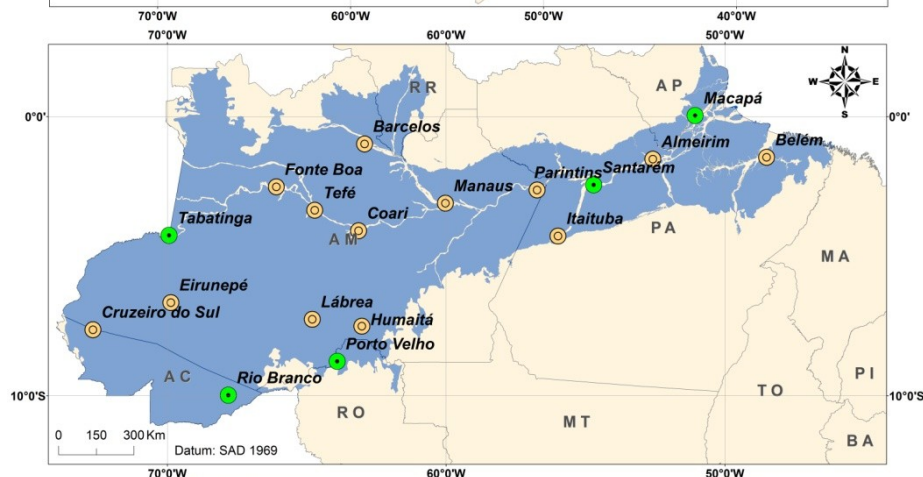 70°0'W 60°0'W 50°0'W 40°0'W
70°0'W 60°0'W 50°0'W
N
W E
S
RR
AP
Macapá
0°0' 0°0'
Barcelos
Almeirim
Belém
Fonte Boa
Parintins
Santarém
Tefé
Manaus
Tabatinga
Coari
Itaituba
AM
PA
MA
Eirunepé
Lábrea
Cruzeiro do Sul
Humaitá
Porto Velho
AC
Rio Branco
PI
TO
10°0'S 10°0'S
RO
MT
BA
0 150 300 Km
Datum: SAD 1969
70°0'W 60°0'W 50°0'W